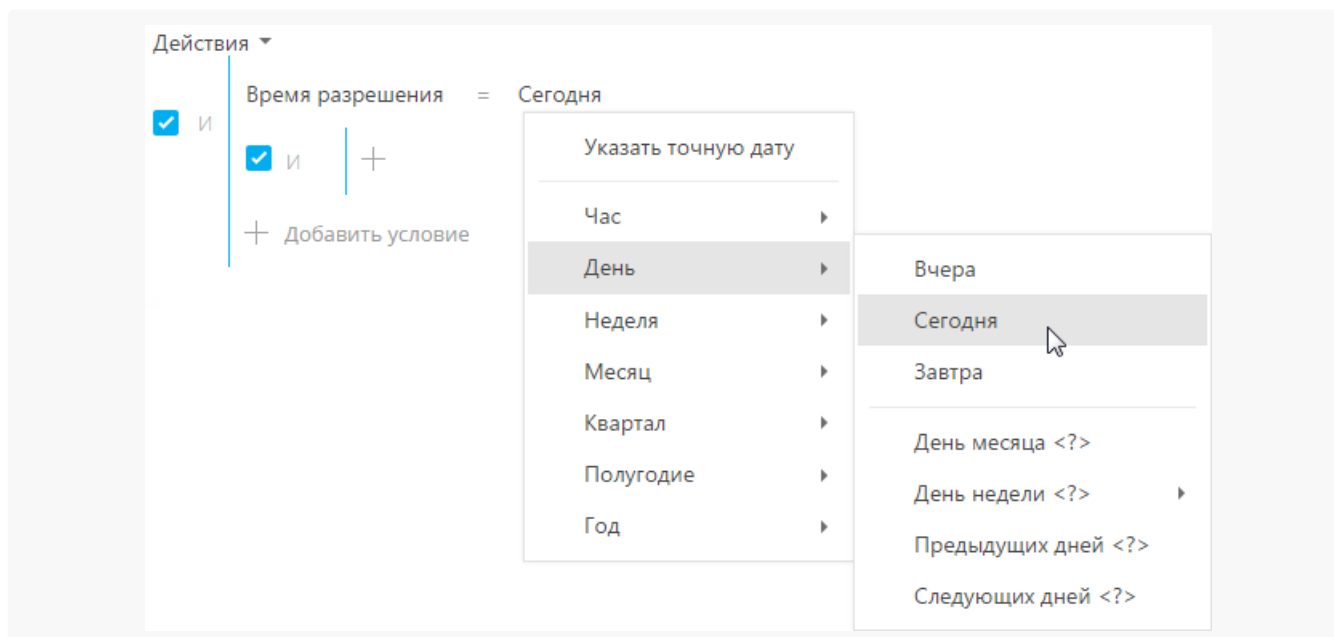 Действия
Время разрешения = Сегодня
И
И
Добавить условие
Указать точную дату
Час
День
Неделя
Месяц
Квартал
Полугодие
Год
Вчера
Сегодня
Завтра
День месяца <?>
День недели <?>
Предыдущих дней <?>
Следующих дней <?>